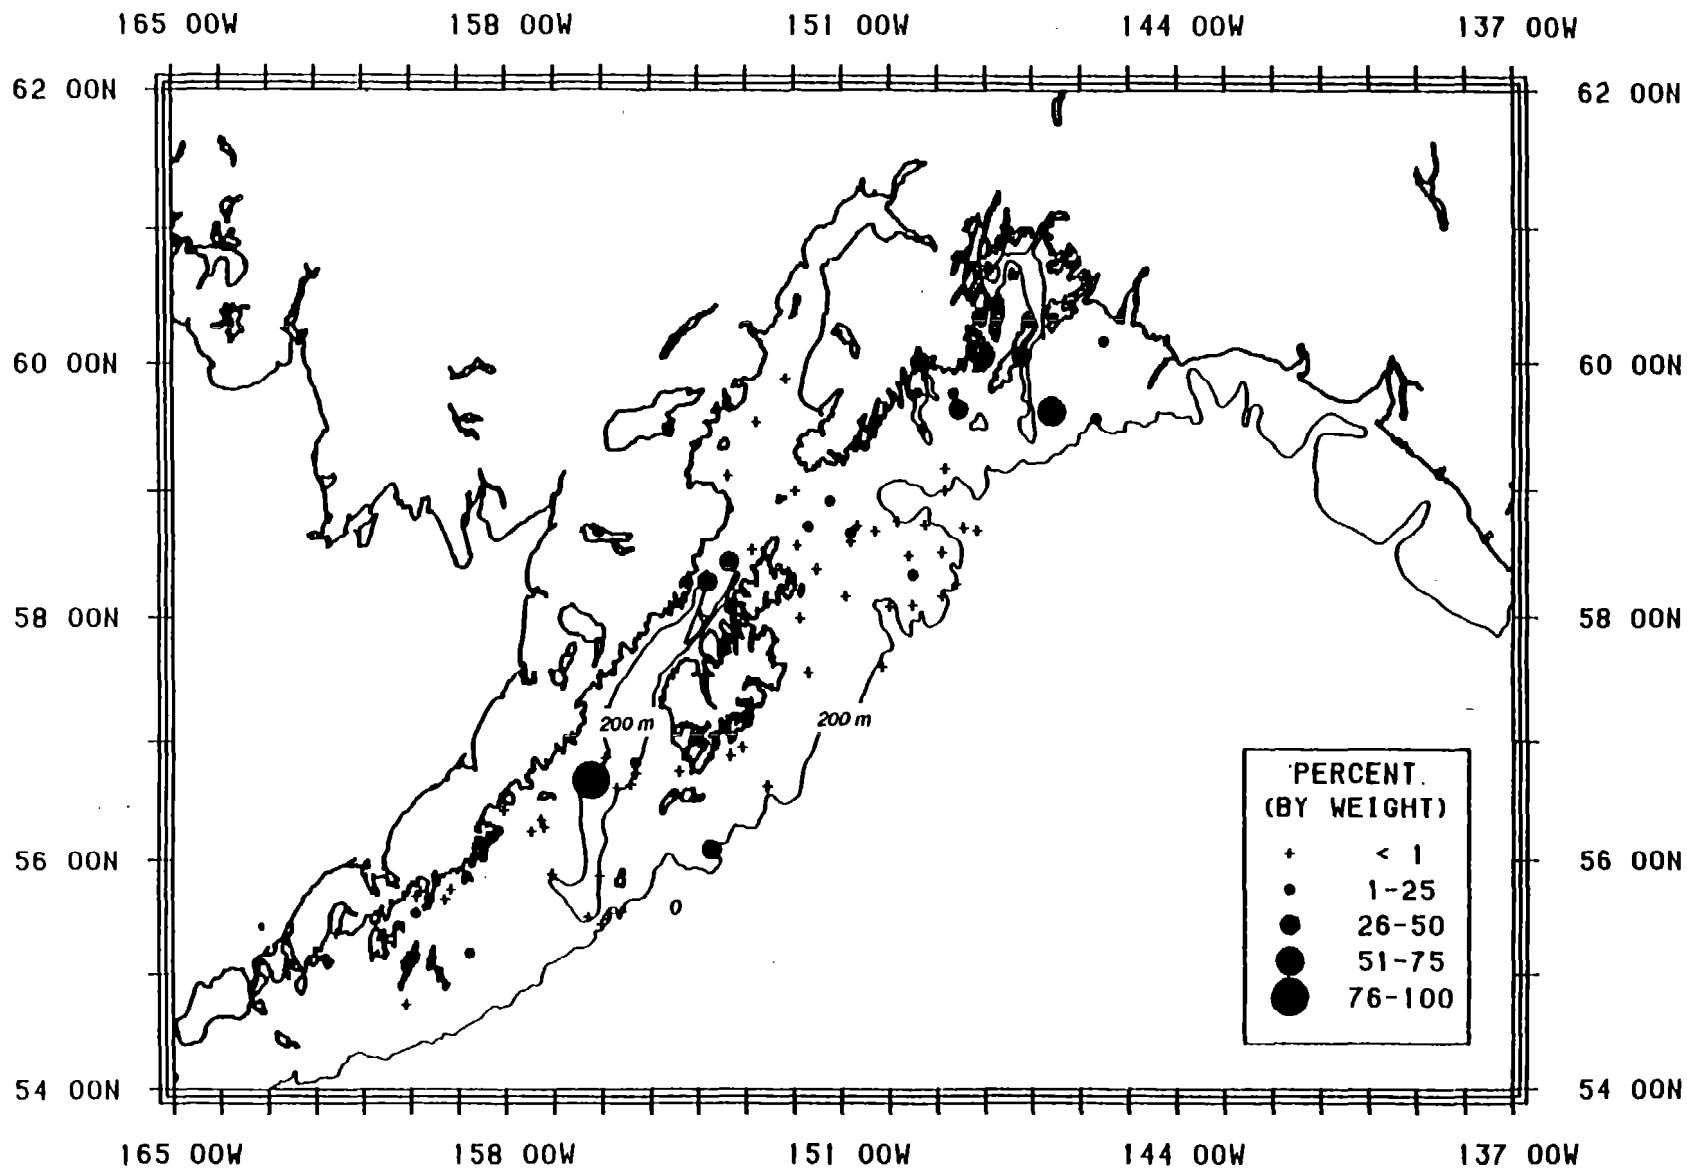 165 00W 158 00W 151 00W 144 00W 137 00W
62 00N 62 00N
60 00N 60 00N
58 00N 58 00N
200 m 200 m
PERCENT.
(BY WEIGHT)
< 1
1-25
26-50
51-75
76-100
56 00N 56 00N
54 00N 54 00N
165 00W 158 00W 151 00W 144 00W 137 00W